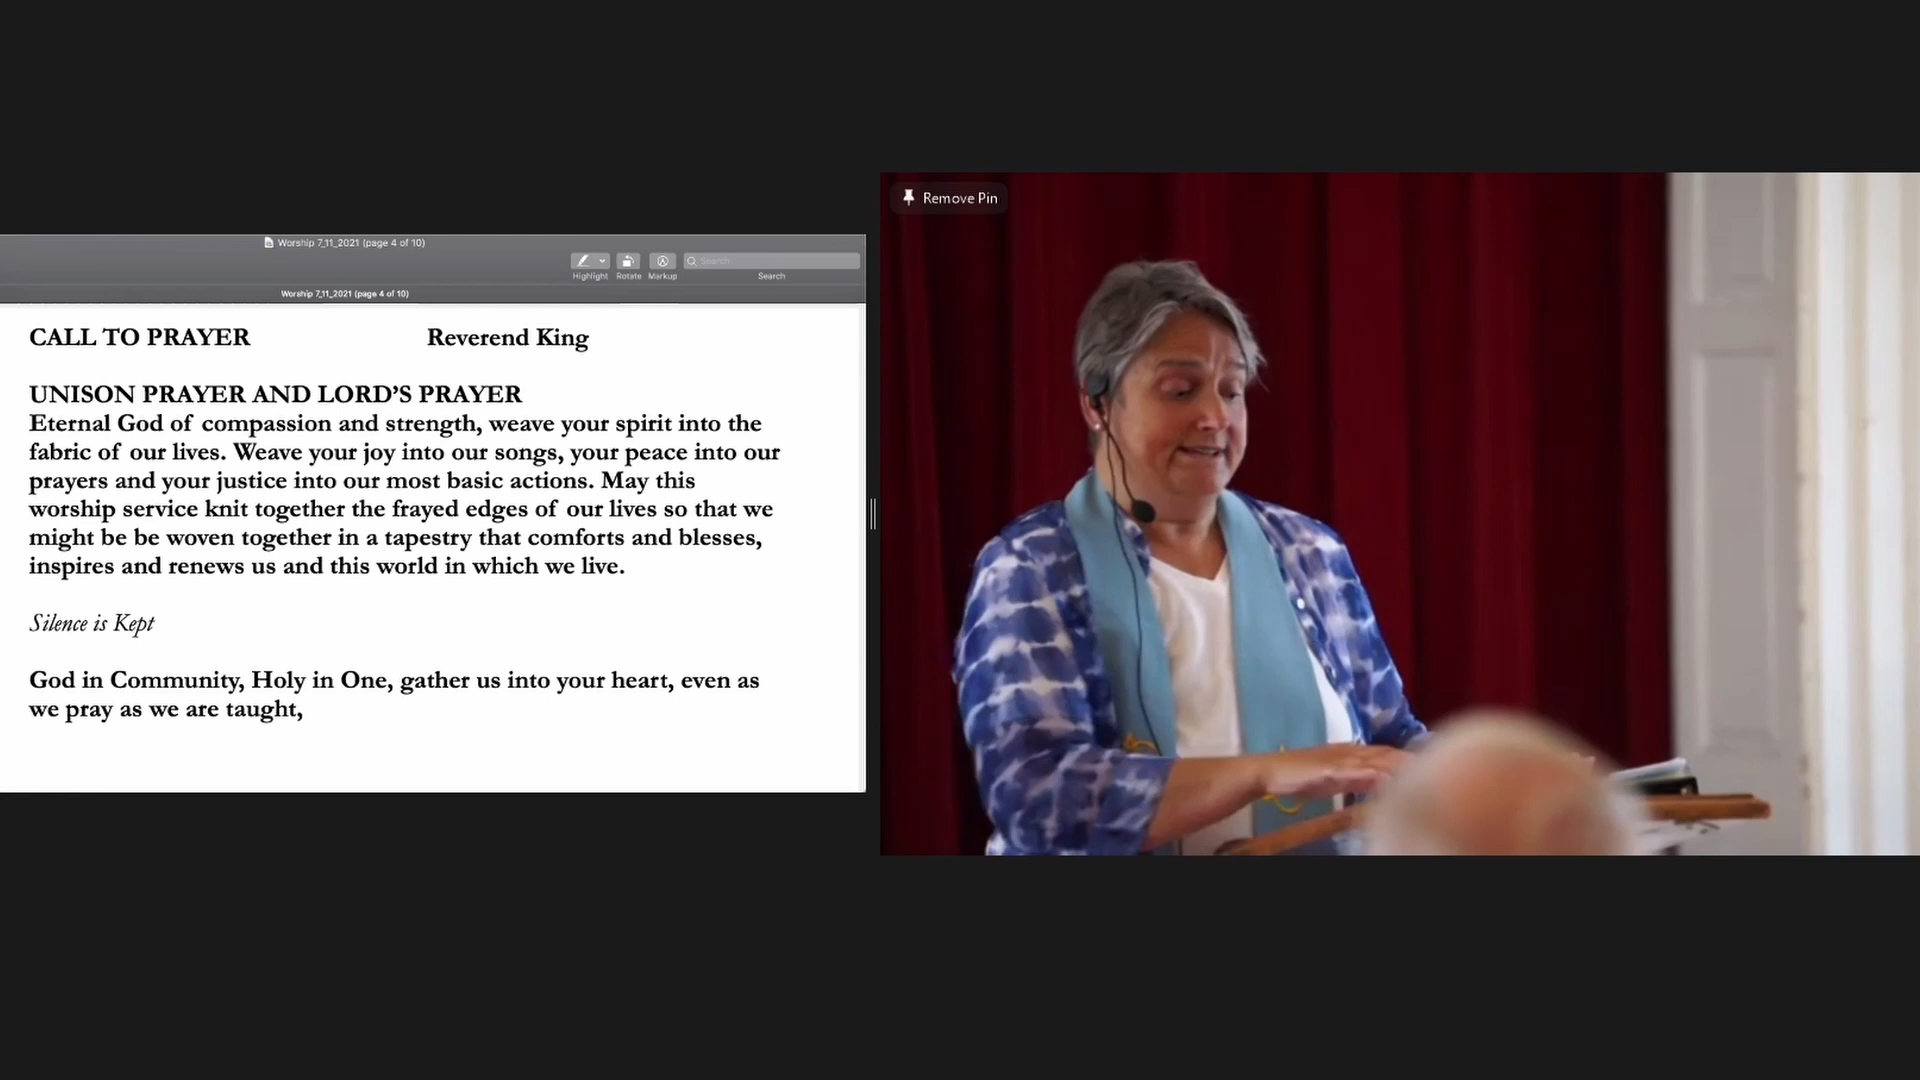 Worship 7_11_2021 (page 4 of 10)
Highlight Rotate Markup Search
Search
Worship 7_11_2021 (page 4 of 10)
CALL TO PRAYER Reverend King
UNISON PRAYER AND LORD’S PRAYER
Eternal God of compassion and strength, weave your spirit into the
fabric of our lives. Weave your joy into our songs, your peace into our
prayers and your justice into our most basic actions. May this
worship service knit together the frayed edges of our lives so that we
might be be woven together in a tapestry that comforts and blesses,
inspires and renews us and this world in which we live.
Silence is Kept
God in Community, Holy in One, gather us into your heart, even as
we pray as we are taught,
Remove Pin